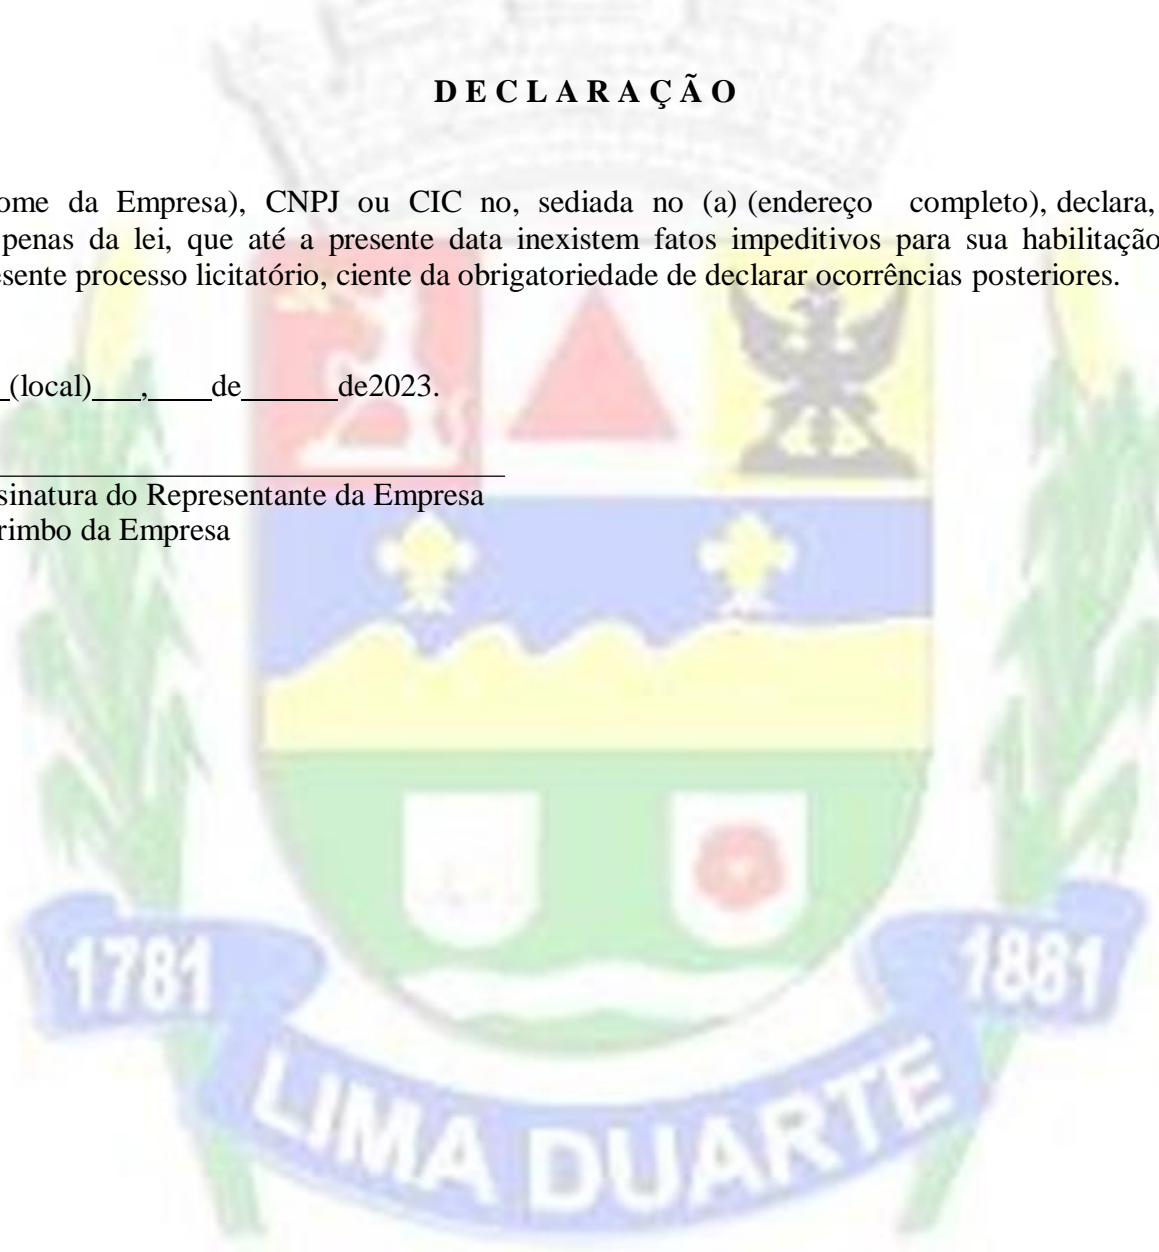 D E C L A R A Ç Ã O
ome da Empresa), CNPJ ou CIC no, sediada no (a) (endereço completo), declara,
penas da lei, que até a presente data inexistem fatos impeditivos para sua habilitação
esente processo licitatório, ciente da obrigatoriedade de declarar ocorrências posteriores.
_(local)___,____de______de2023.
sinatura do Representante da Empresa
rimbo da Empresa
1781
1881
LIMA DUARTE